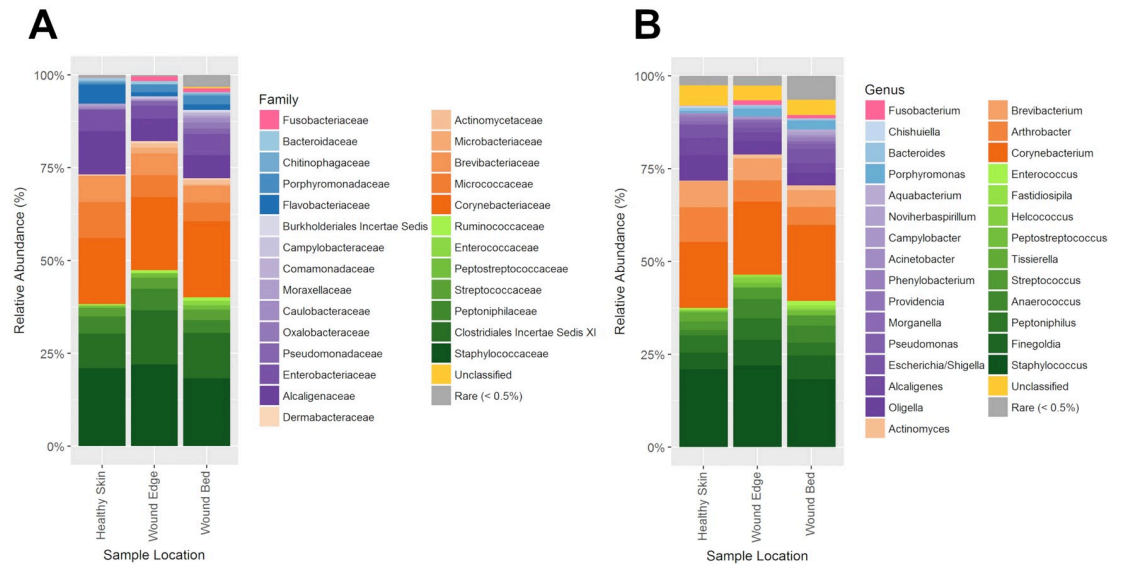 A
100%
75%
50%
25%
0%
Relative Abundance (%)
Healthy Skin
Wound Edge
Wound Bed
Sample Location
Family
Fusobacteriaceae
Bacteroidaceae
Chitinophagaceae
Porphyromonadaceae
Flavobacteriaceae
Burkholderiales Incertae Sedis
Campylobacteraceae
Comamonadaceae
Moraxellaceae
Caulobacteraceae
Oxalobacteraceae
Pseudomonadaceae
Enterobacteriaceae
Alcaligenaceae
Dermabacteraceae
Actinomycetaceae
Microbacteriaceae
Brevibacteriaceae
Micrococcaceae
Corynebacteriaceae
Ruminococcaceae
Enterococcaceae
Peptostreptococcaceae
Streptococcaceae
Peptoniphilaceae
Clostridiales Incertae Sedis XI
Staphylococcaceae
Unclassified
Rare (< 0.5%)
B
100%
75%
50%
25%
0%
Relative Abundance (%)
Healthy Skin
Wound Edge
Wound Bed
Sample Location
Genus
Fusobacterium
Chishuiella
Bacteroides
Porphyromonas
Aquabacterium
Noviherbaspirillum
Campylobacter
Acinetobacter
Phenylobacterium
Providencia
Morganella
Pseudomonas
Escherichia/Shigella
Alcaligenes
Oligella
Actinomyces
Brevibacterium
Arthrobacter
Corynebacterium
Enterococcus
Fastidiosipila
Helcococcus
Peptostreptococcus
Tissierella
Streptococcus
Anaerococcus
Peptoniphilus
Finegoldia
Staphylococcus
Unclassified
Rare (< 0.5%)